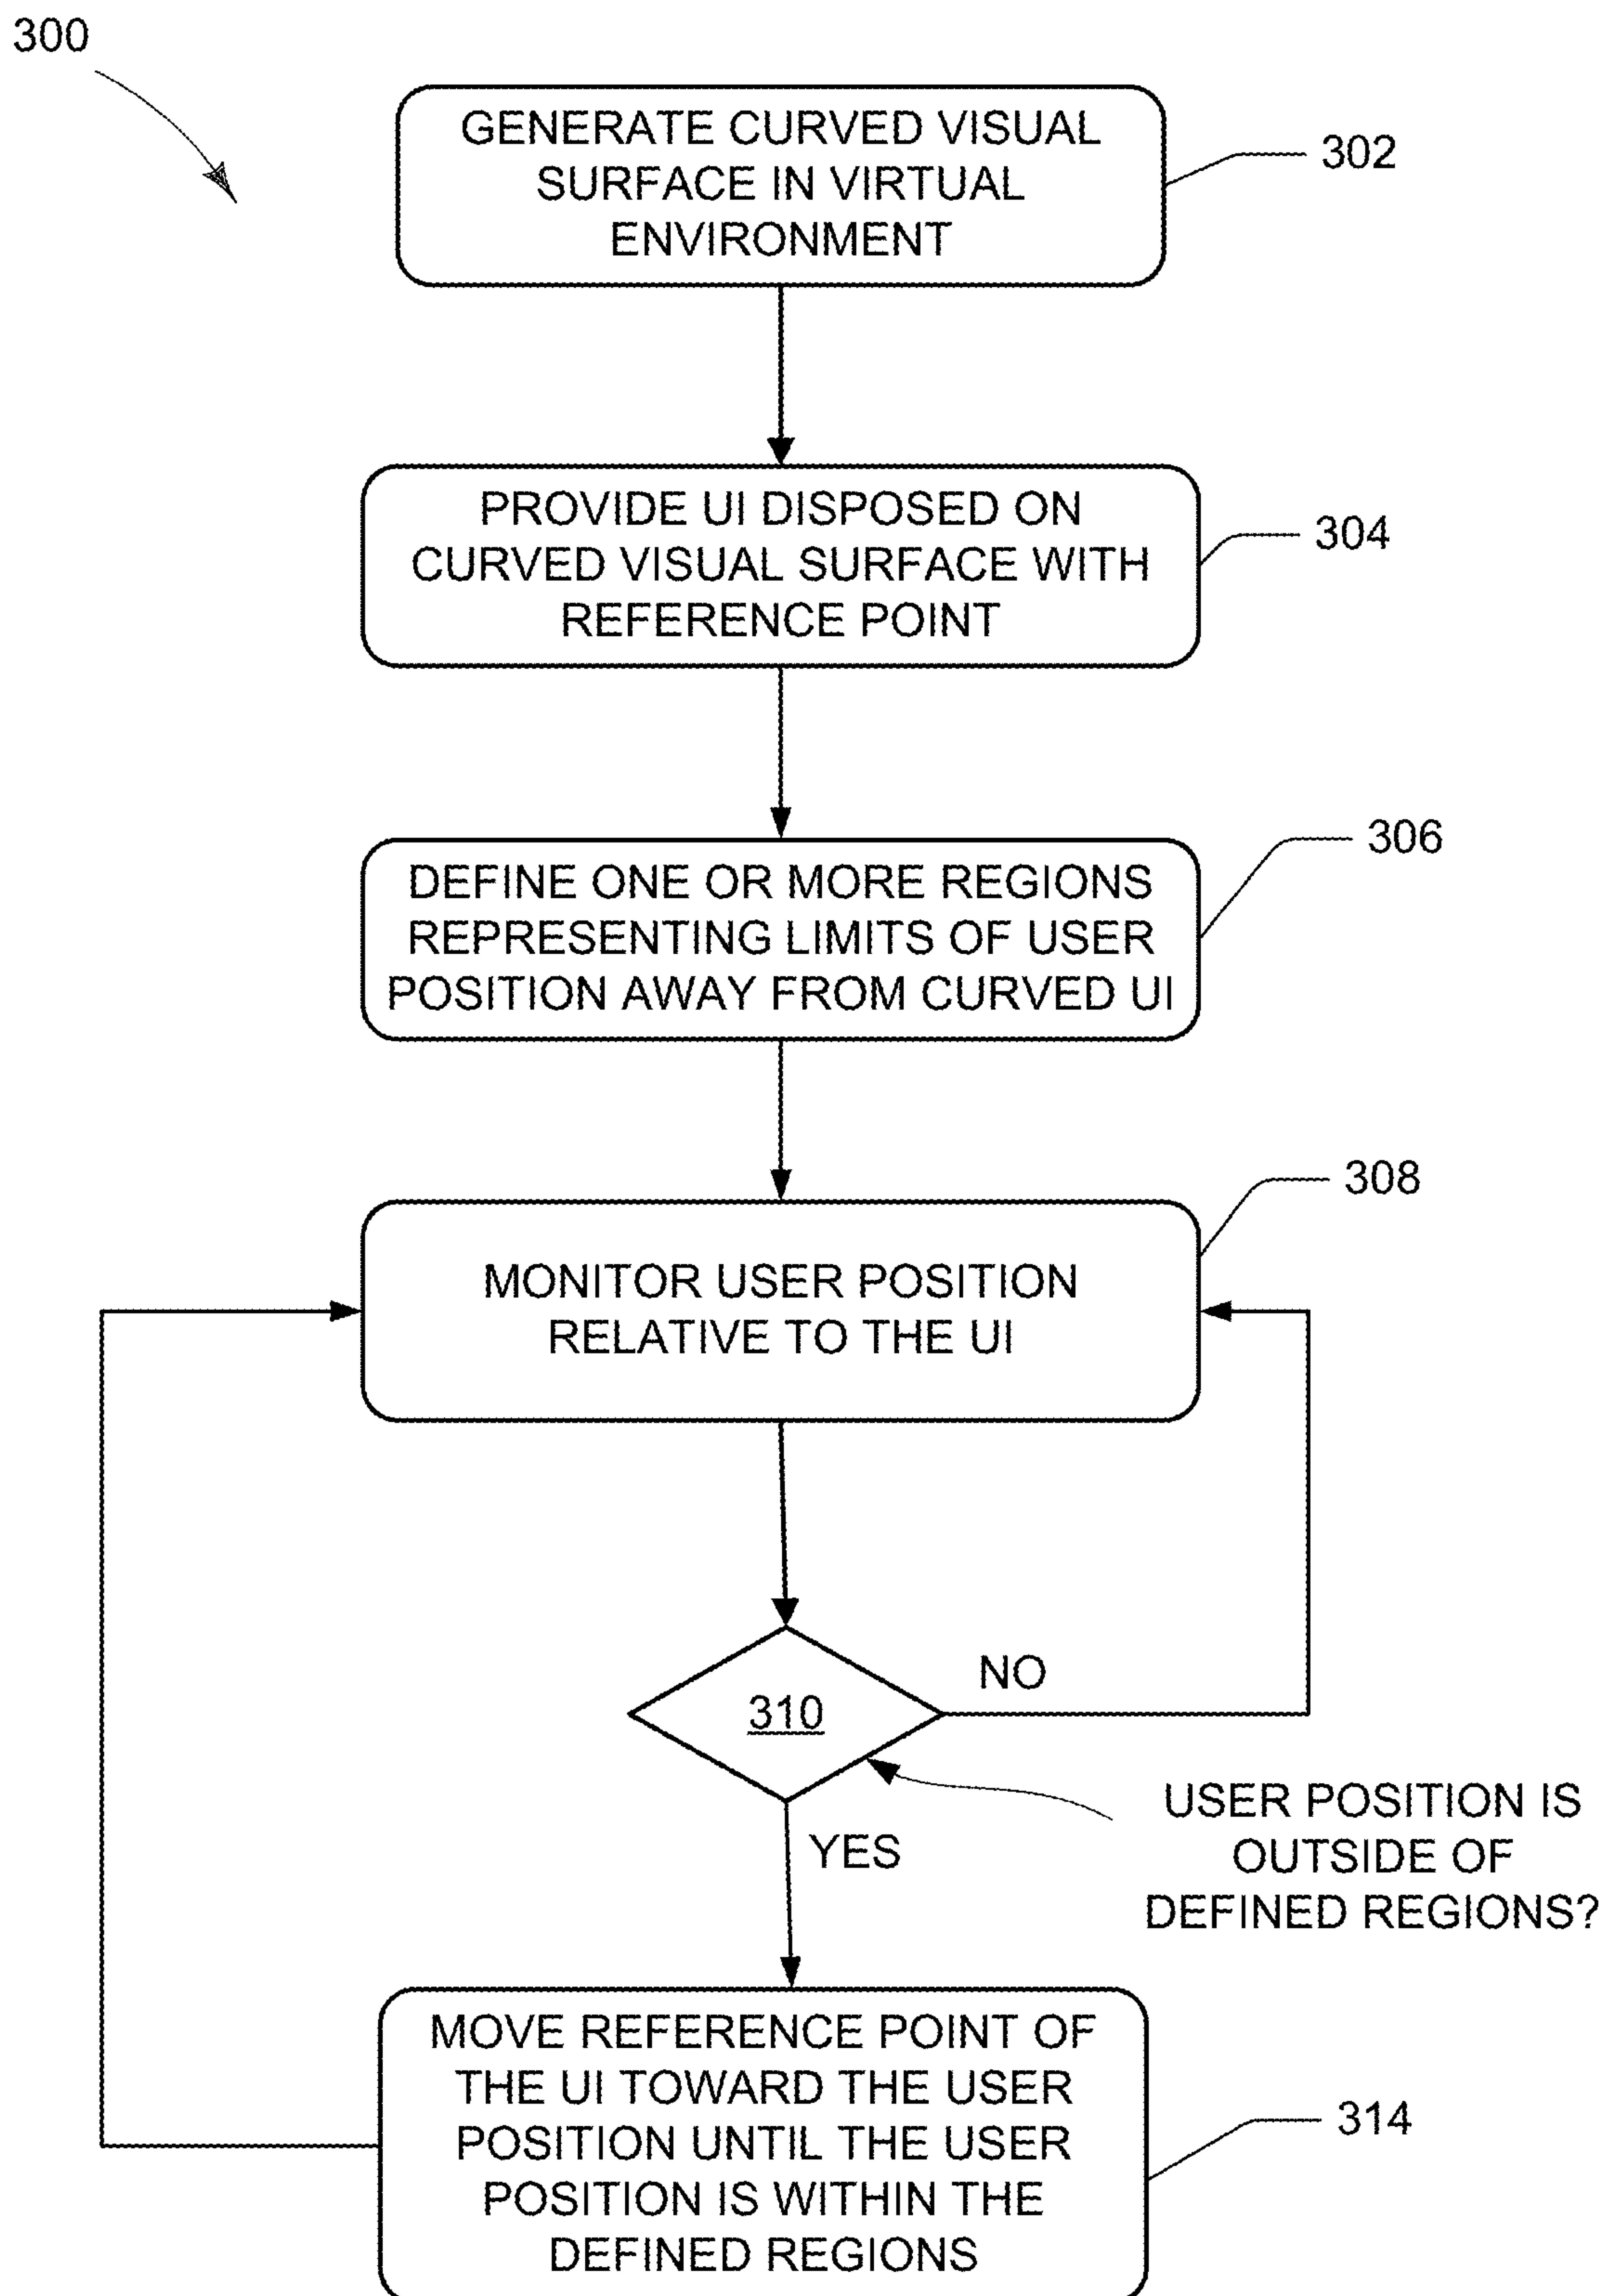 300
GENERATE CURVED VISUAL
SURFACE IN VIRTUAL
ENVIRONMENT
302
PROVIDE UI DISPOSED ON
CURVED VISUAL SURFACE WITH
REFERENCE POINT
304
DEFINE ONE OR MORE REGIONS
REPRESENTING LIMITS OF USER
POSITION AWAY FROM CURVED UI
306
MONITOR USER POSITION
RELATIVE TO THE UI
308
310
NO
USER POSITION IS
OUTSIDE OF
DEFINED REGIONS?
YES
MOVE REFERENCE POINT OF
THE UI TOWARD THE USER
POSITION UNTIL THE USER
POSITION IS WITHIN THE
DEFINED REGIONS
314